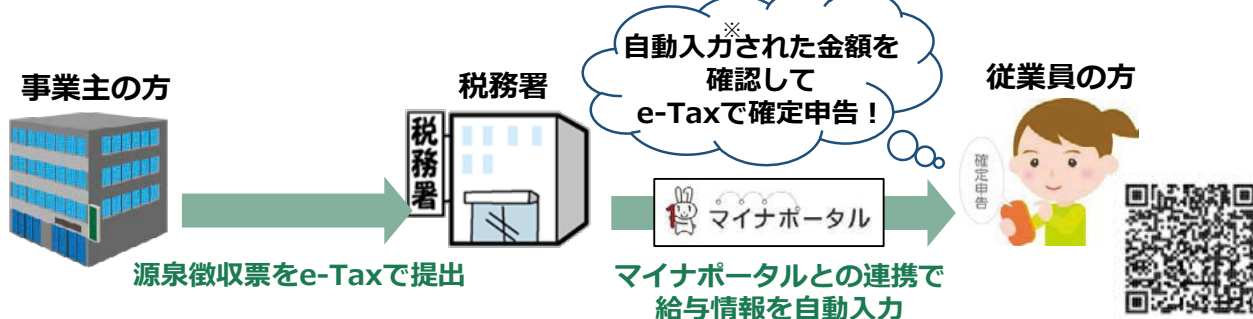 事業主の方
税務署
※
自動入力された金額を
確認して
e-Taxで確定申告！
従業員の方
税務署
マイナポータル
確定申告
源泉徴収票をe-Taxで提出
マイナポータルとの連携で
給与情報を自動入力